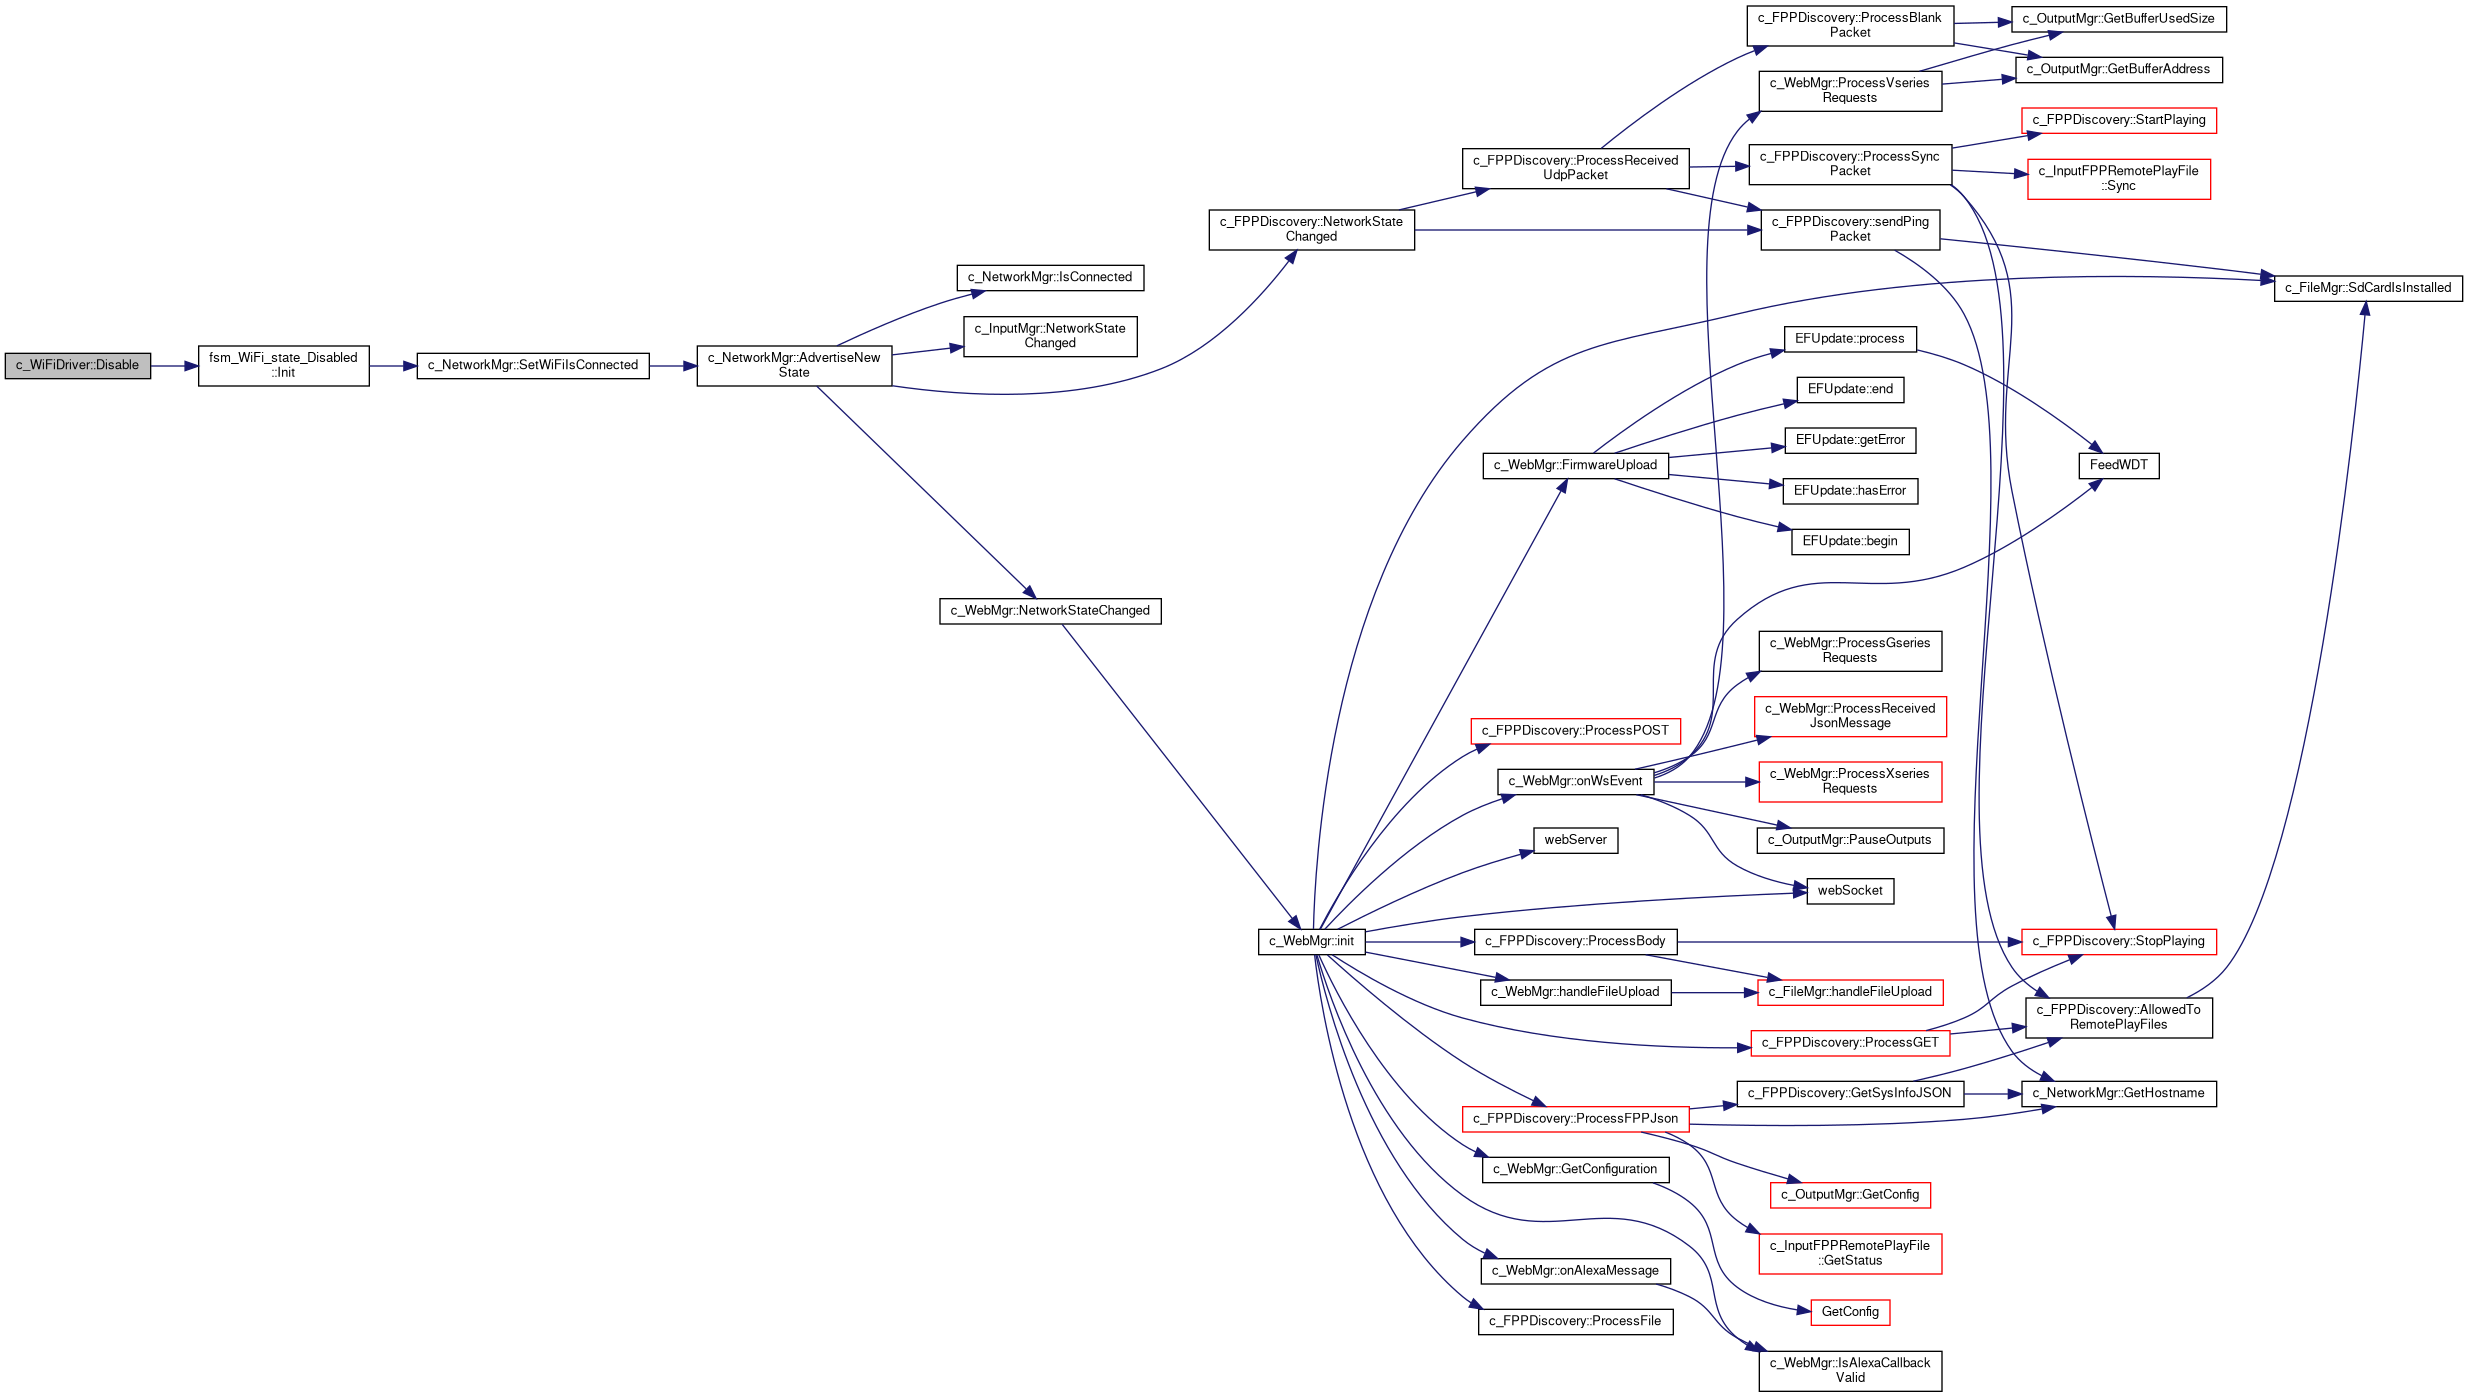 c_WiFiDriver::Disable
fsm_WiFi_state_Disabled
::Init
c_NetworkMgr::SetWiFiIsConnected
c_NetworkMgr::AdvertiseNew
State
c_NetworkMgr::IsConnected
c_InputMgr::NetworkState
Changed
c_WebMgr::NetworkStateChanged
c_FPPDiscovery::NetworkState
Changed
c_FPPDiscovery::ProcessReceived
UdpPacket
c_WebMgr::init
c_WebMgr::FirmwareUpload
c_FPPDiscovery::ProcessPOST
c_WebMgr::onWsEvent
webServer
c_FPPDiscovery::ProcessBody
c_WebMgr::handleFileUpload
c_FPPDiscovery::ProcessFPPJson
c_WebMgr::GetConfiguration
c_WebMgr::onAlexaMessage
c_FPPDiscovery::ProcessFile
c_FPPDiscovery::ProcessBlank
Packet
c_WebMgr::ProcessVseries
Requests
c_FPPDiscovery::ProcessSync
Packet
c_FPPDiscovery::sendPing
Packet
EFUpdate::process
EFUpdate::end
EFUpdate::getError
EFUpdate::hasError
EFUpdate::begin
c_WebMgr::ProcessGseries
Requests
c_WebMgr::ProcessReceived
JsonMessage
c_WebMgr::ProcessXseries
Requests
c_OutputMgr::PauseOutputs
webSocket
c_FileMgr::handleFileUpload
c_FPPDiscovery::ProcessGET
c_FPPDiscovery::GetSysInfoJSON
c_OutputMgr::GetConfig
c_InputFPPRemotePlayFile
::GetStatus
GetConfig
c_WebMgr::IsAlexaCallback
Valid
c_OutputMgr::GetBufferUsedSize
c_OutputMgr::GetBufferAddress
c_FPPDiscovery::StartPlaying
c_InputFPPRemotePlayFile
::Sync
FeedWDT
c_FPPDiscovery::StopPlaying
c_FPPDiscovery::AllowedTo
RemotePlayFiles
c_NetworkMgr::GetHostname
c_FileMgr::SdCardIsInstalled